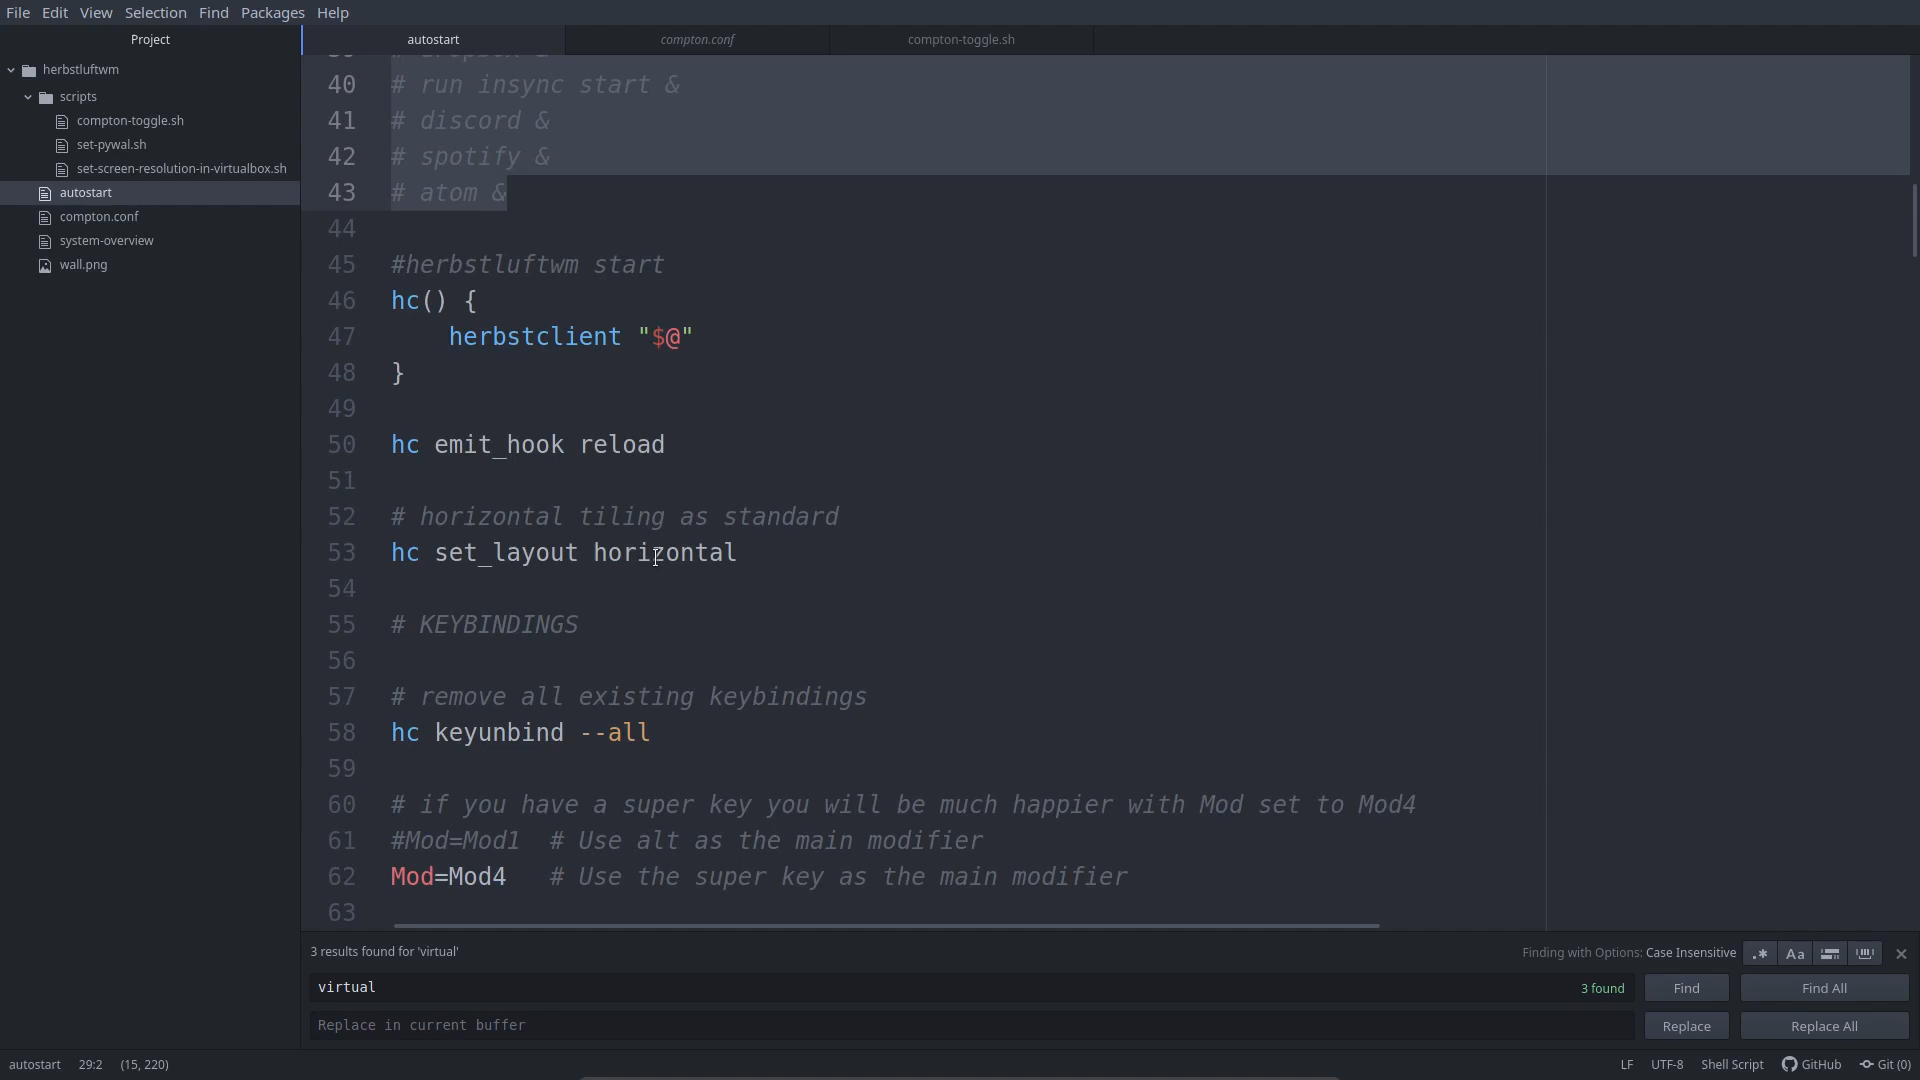 File Edit View Selection Find Packages Help
Project
autostart
compton.conf
compton-toggle.sh
herbstluftwm
scripts
compton-toggle.sh
set-pywal.sh
set-screen-resolution-in-virtualbox.sh
autostart
compton.conf
system-overview
wall.png
40 # run insync start &
41 # discord &
42 # spotify &
43 # atom &
44
45 #herbstluftwm start
46 hc() {
47 herbstclient "$@"
48 }
49
50 hc emit_hook reload
51
52 # horizontal tiling as standard
53 hc set_layout horizontal
54
55 # KEYBINDINGS
56
57 # remove all existing keybindings
58 hc keyunbind --all
59
60 # if you have a super key you will be much happier with Mod set to Mod4
61 #Mod=Mod1 # Use alt as the main modifier
62 Mod=Mod4 # Use the super key as the main modifier
63
3 results found for 'virtual' Finding with Options: Case Insensitive .* Aa
virtual 3 found Find Find All
Replace in current buffer Replace Replace All
autostart 29:2 (15, 220) LF UTF-8 Shell Script GitHub Git (0)